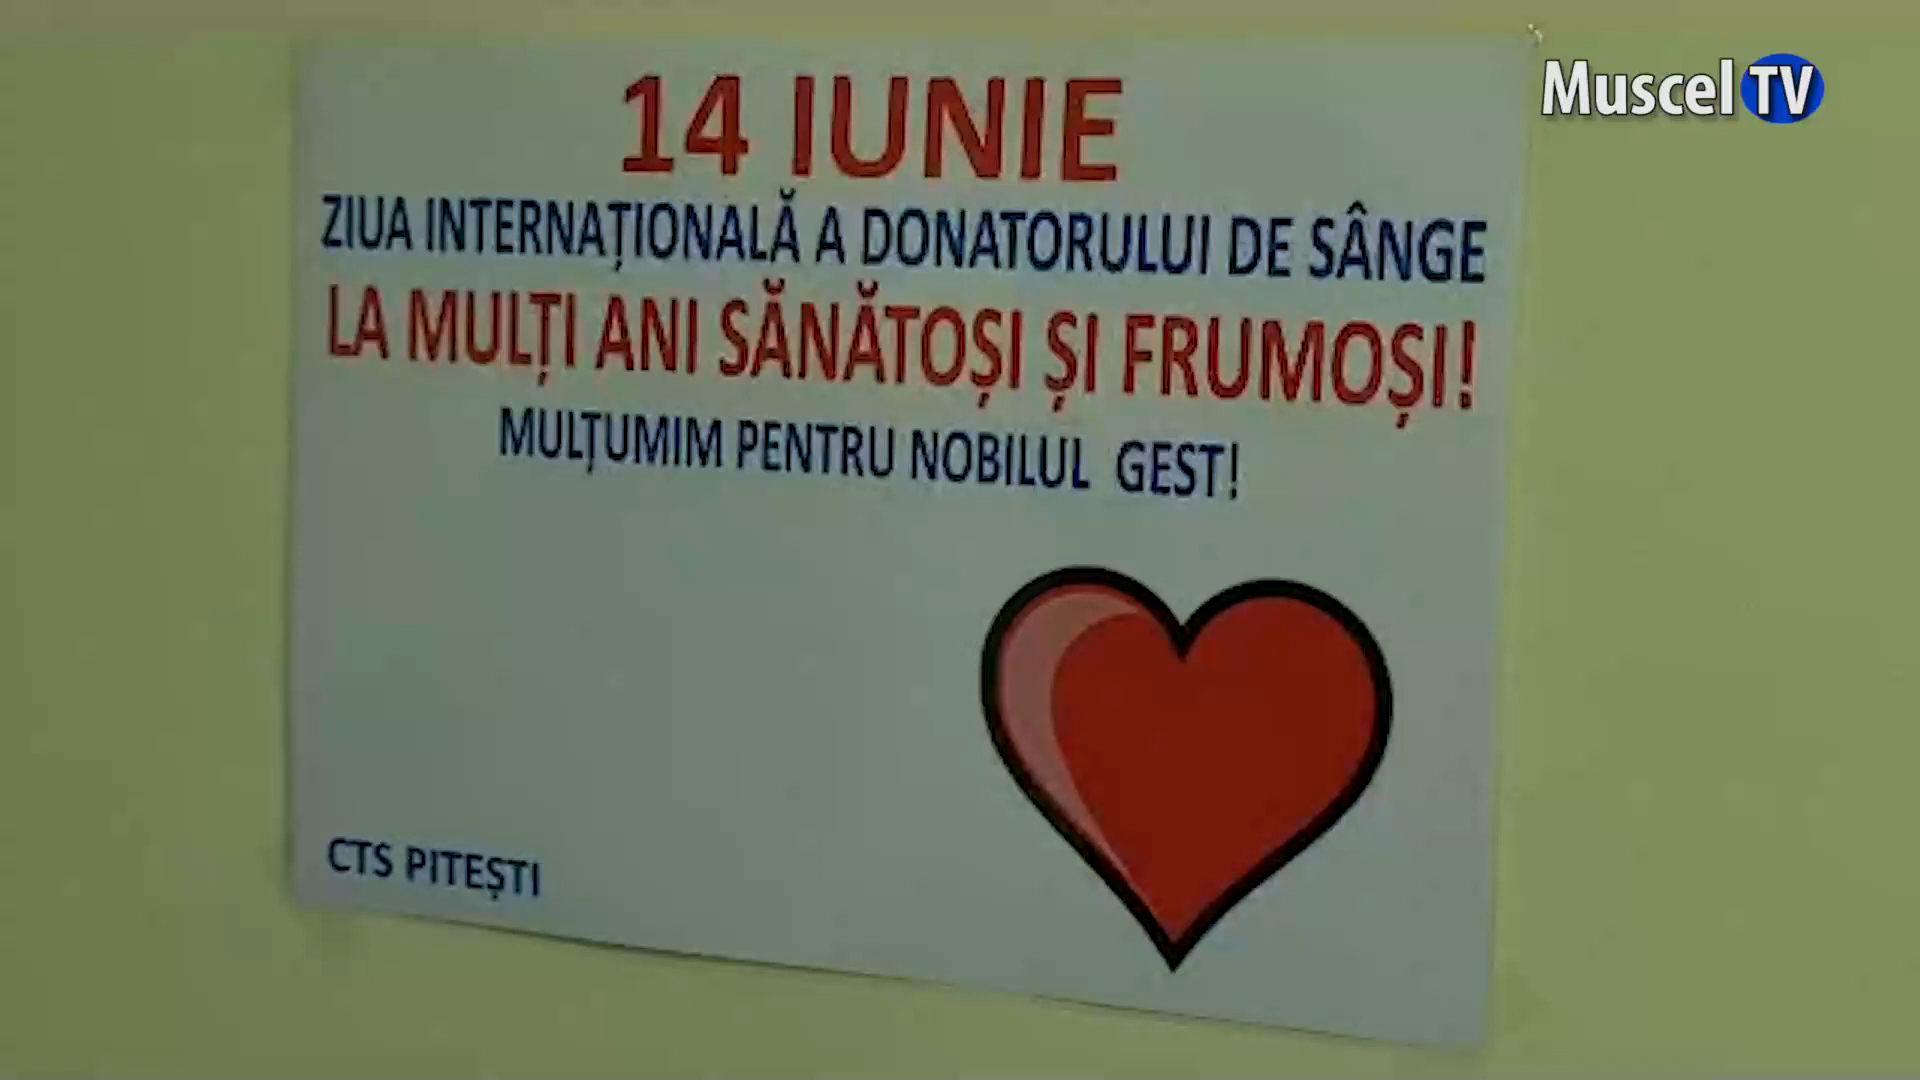 Muscel TV
14 IUNIE
ZIUA INTERNAȚIONALĂ A DONATORULUI DE SÂNGE
LA MULȚI ANI SĂNĂTOȘI ȘI FRUMOȘI!
MULȚUMIM PENTRU NOBILUL GEST!
CTS PITEȘTI